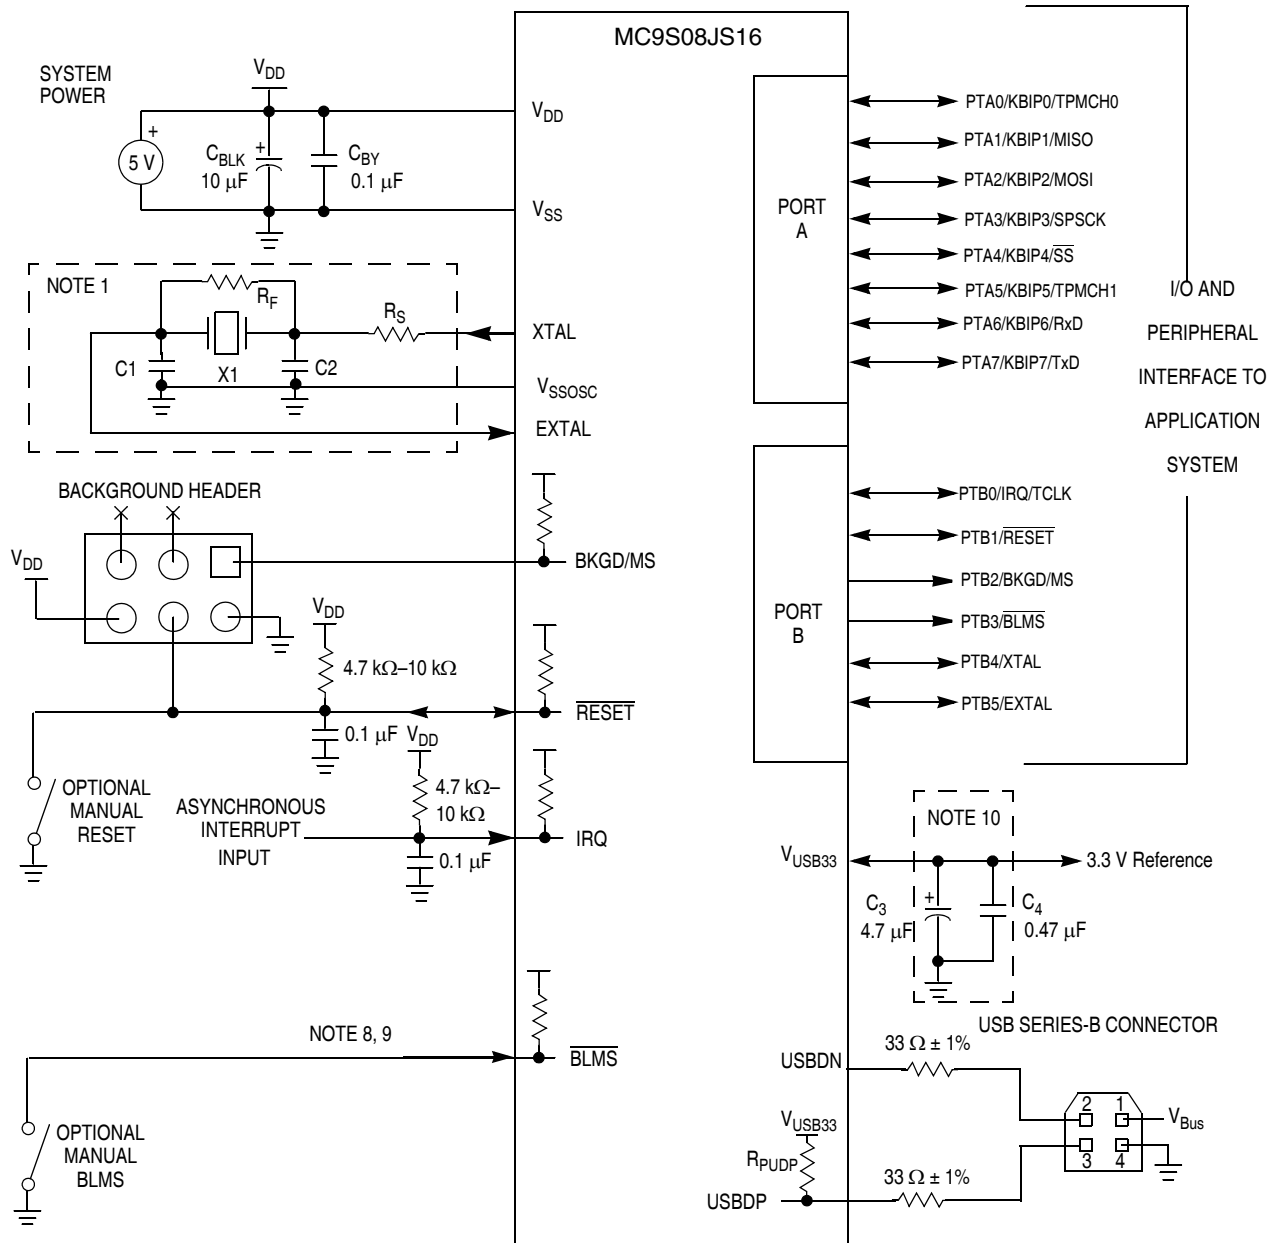 MC9S08JS16
SYSTEM
POWER
V_DD
+
5 V
C_BLK
10 μF
+
C_BY
0.1 μF
V_DD
V_SS
NOTE 1
R_F
R_S
C1
X1
C2
XTAL
V_SSOSC
EXTAL
BACKGROUND HEADER
V_DD
BKGD/MS
V_DD
4.7 kΩ–10 kΩ
0.1 μF
R̅E̅S̅E̅T̅
OPTIONAL
MANUAL
RESET
V_DD
4.7 kΩ–
10 kΩ
ASYNCHRONOUS
INTERRUPT
INPUT
0.1 μF
IRQ
NOTE 8, 9
B̅L̅M̅S̅
OPTIONAL
MANUAL
BLMS
PORT
A
PTA0/KBIP0/TPMCH0
PTA1/KBIP1/MISO
PTA2/KBIP2/MOSI
PTA3/KBIP3/SPSCK
PTA4/KBIP4/S̅S̅
PTA5/KBIP5/TPMCH1
PTA6/KBIP6/RxD
PTA7/KBIP7/TxD
I/O AND
PERIPHERAL
INTERFACE TO
APPLICATION
SYSTEM
PORT
B
PTB0/IRQ/TCLK
PTB1/R̅E̅S̅E̅T̅
PTB2/BKGD/MS
PTB3/B̅L̅M̅S̅
PTB4/XTAL
PTB5/EXTAL
NOTE 10
V_USB33
3.3 V Reference
C_3
4.7 μF
+
C_4
0.47 μF
USB SERIES-B CONNECTOR
USBDN
33 Ω ± 1%
2 1
V_Bus
3 4
V_USB33
R_PUDP
33 Ω ± 1%
USBDP